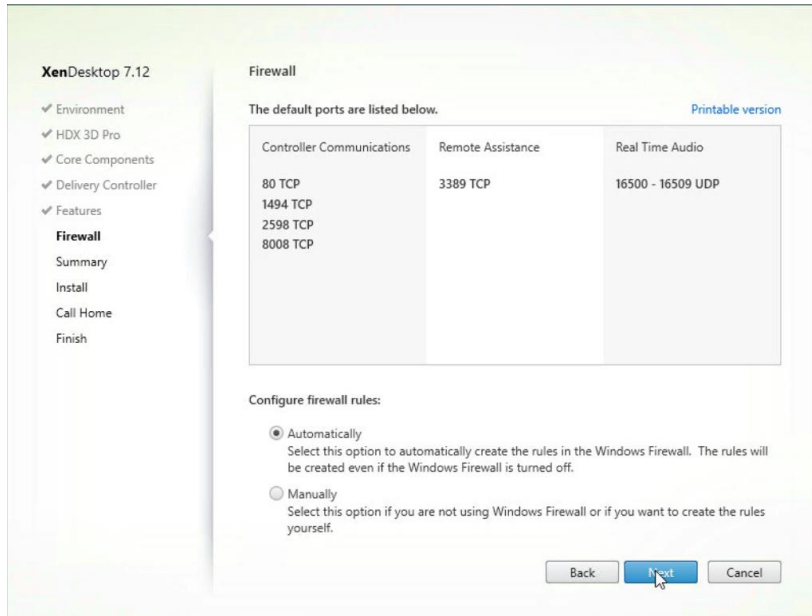 XenDesktop 7.12
Environment
HDX 3D Pro
Core Components
Delivery Controller
Features
Firewall
Summary
Install
Call Home
Finish
Firewall
The default ports are listed below.
Printable version
Controller Communications
80 TCP
1494 TCP
2598 TCP
8008 TCP
Remote Assistance
3389 TCP
Real Time Audio
16500 - 16509 UDP
Configure firewall rules:
Automatically
Select this option to automatically create the rules in the Windows Firewall. The rules will
be created even if the Windows Firewall is turned off.
Manually
Select this option if you are not using Windows Firewall or if you want to create the rules
yourself.
Back
Next
Cancel